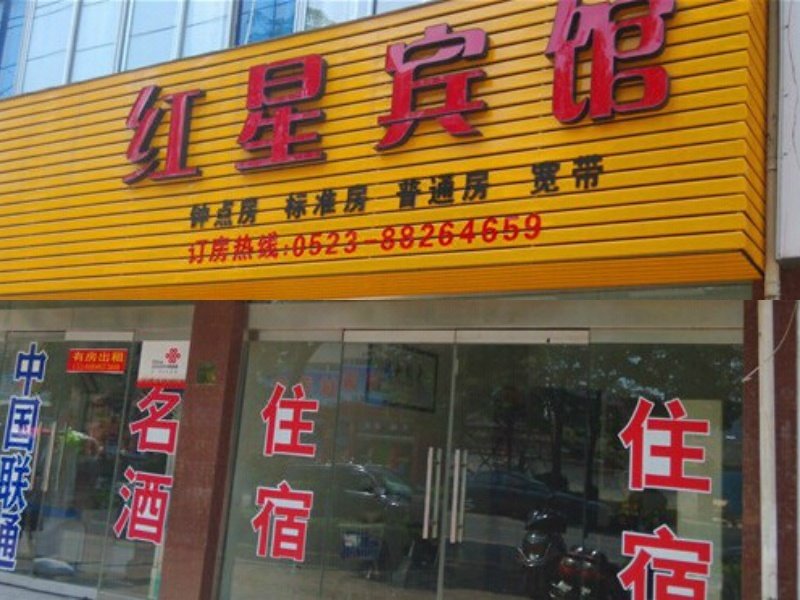 红星宾馆
钟点房 标准房 普通房 宽带
订房热线:0523-88264659
中国联通
有房出租
名酒
住宿
住宿